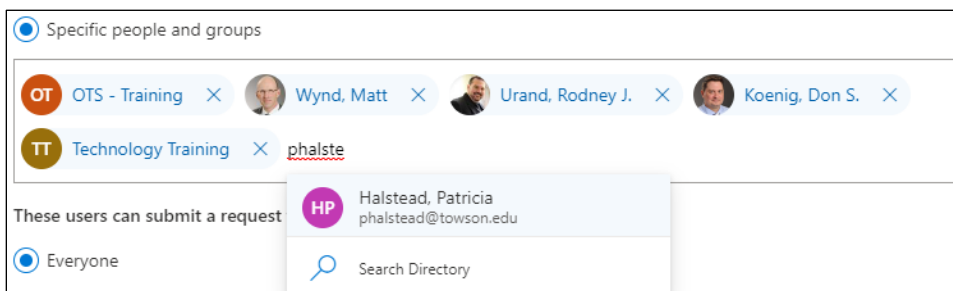 Specific people and groups
OT OTS - Training Wynd, Matt Urand, Rodney J. Koenig, Don S.
TT Technology Training phalste
HP Halstead, Patricia
phalstead@towson.edu
These users can submit a request
Everyone
Search Directory